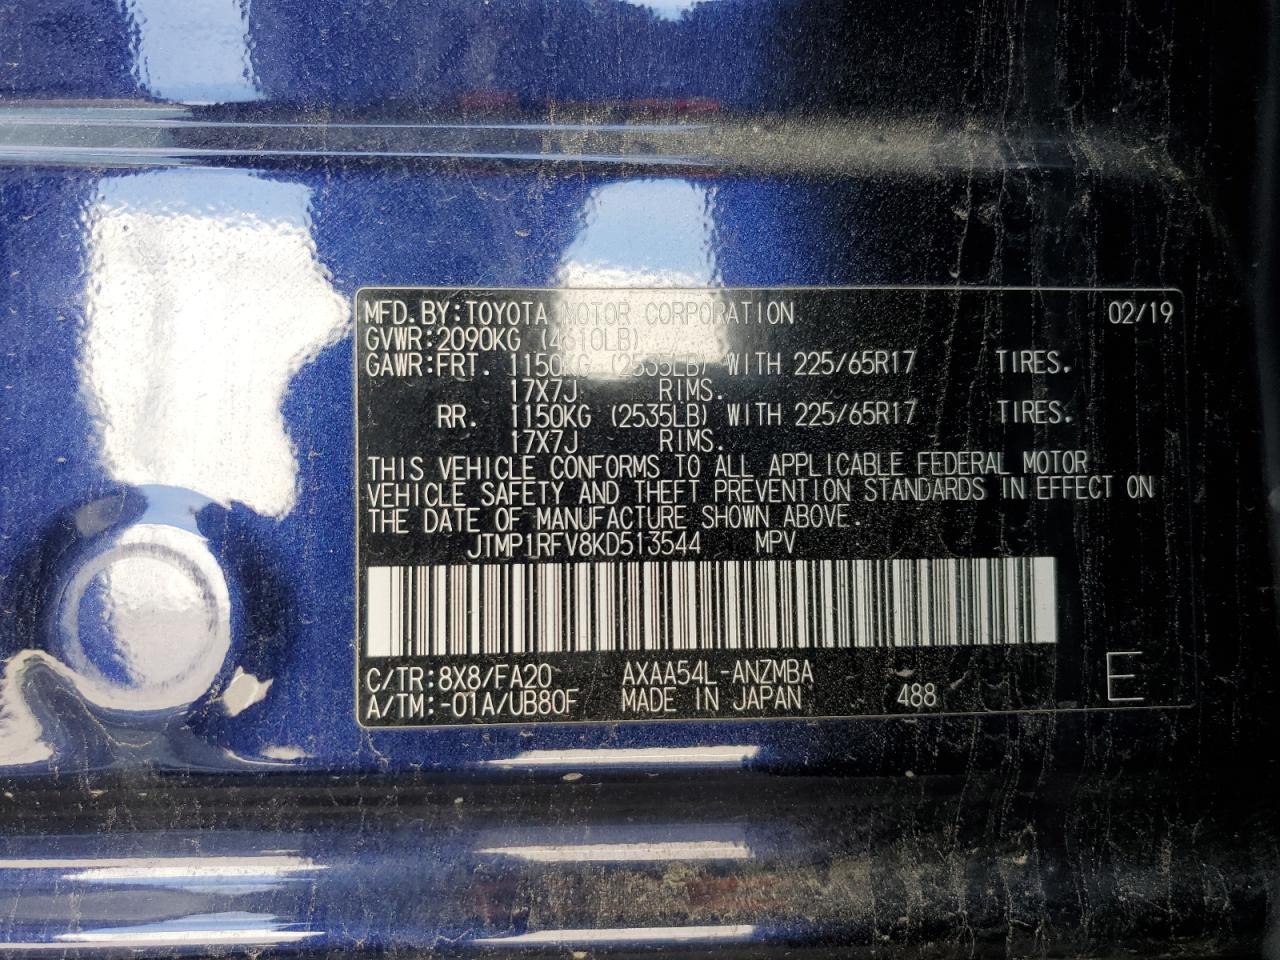 MFD. BY: TOYOTA MOTOR CORPORATION 02/19
GVWR: 2090KG (4610LB)
GAWR: FRT. 1150KG (2535LB) WITH 225/65R17 TIRES.
17X7J RIMS.
RR. 1150KG (2535LB) WITH 225/65R17 TIRES.
17X7J RIMS.
THIS VEHICLE CONFORMS TO ALL APPLICABLE FEDERAL MOTOR
VEHICLE SAFETY AND THEFT PREVENTION STANDARDS IN EFFECT ON
THE DATE OF MANUFACTURE SHOWN ABOVE.
JTMP1RFV8KD513544 MPV
C/TR: 8X8/FA20 AXAA54L-ANZMBA
A/TM: -01A/UB80F MADE IN JAPAN 488 E